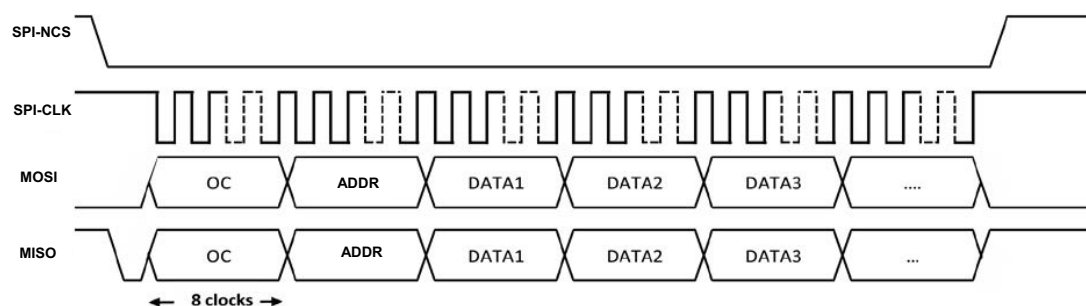 SPI-NCS
SPI-CLK
MOSI OC ADDR DATA1 DATA2 DATA3 ....
MISO OC ADDR DATA1 DATA2 DATA3 ...
8 clocks